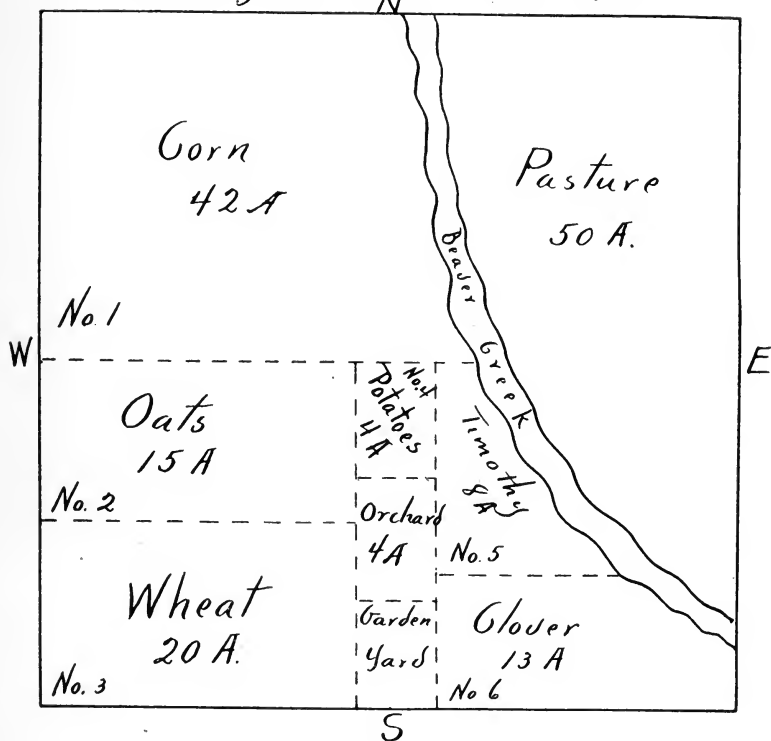 N
Corn
42 A
Pasture
50 A.
Beaver Creek
No. 1
W
E
Oats
15 A
No. 2
No. 4
Potatoes
4 A
Timothy
8 A
No. 5
Orchard
4 A
Wheat
20 A.
No. 3
Garden
Yard
Clover
13 A
No 6
S